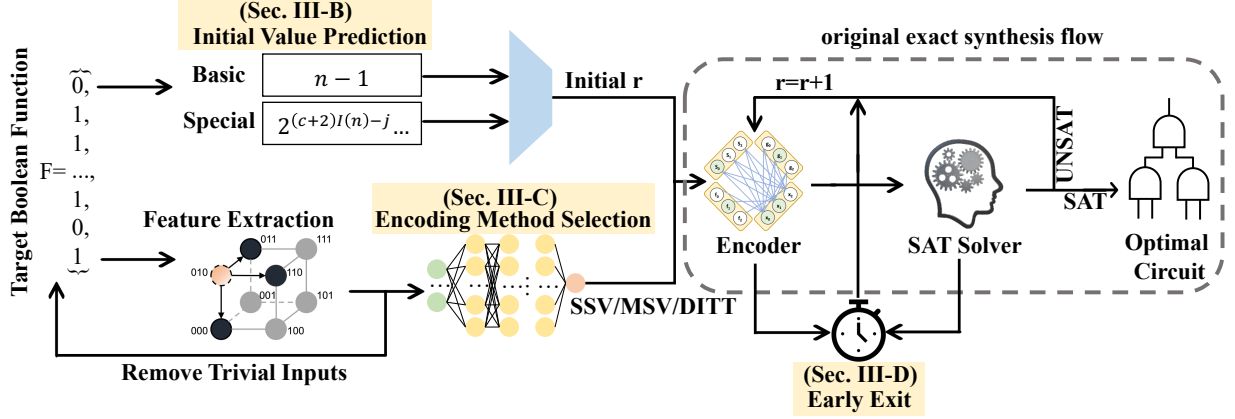 Target Boolean Function
F=
0,
1,
1,
...,
1,
0,
1
(Sec. III-B)
Initial Value Prediction
Basic
n − 1
Special
2^{(c+2)I(n)−j} ...
Initial r
Feature Extraction
011
111
010
110
001
101
000
100
Remove Trivial Inputs
(Sec. III-C)
Encoding Method Selection
SSV/MSV/DITT
original exact synthesis flow
r=r+1
Encoder
SAT Solver
UNSAT
SAT
Optimal
Circuit
(Sec. III-D)
Early Exit